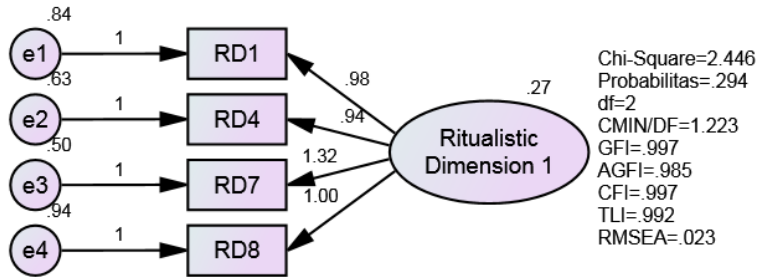 .84
e1
1
RD1
.98
.63
e2
1
RD4
.94
.50
e3
1
RD7
1.32
.94
e4
1
RD8
1.00
.27
Ritualistic
Dimension 1
Chi-Square=2.446
Probabilitas=.294
df=2
CMIN/DF=1.223
GFI=.997
AGFI=.985
CFI=.997
TLI=.992
RMSEA=.023